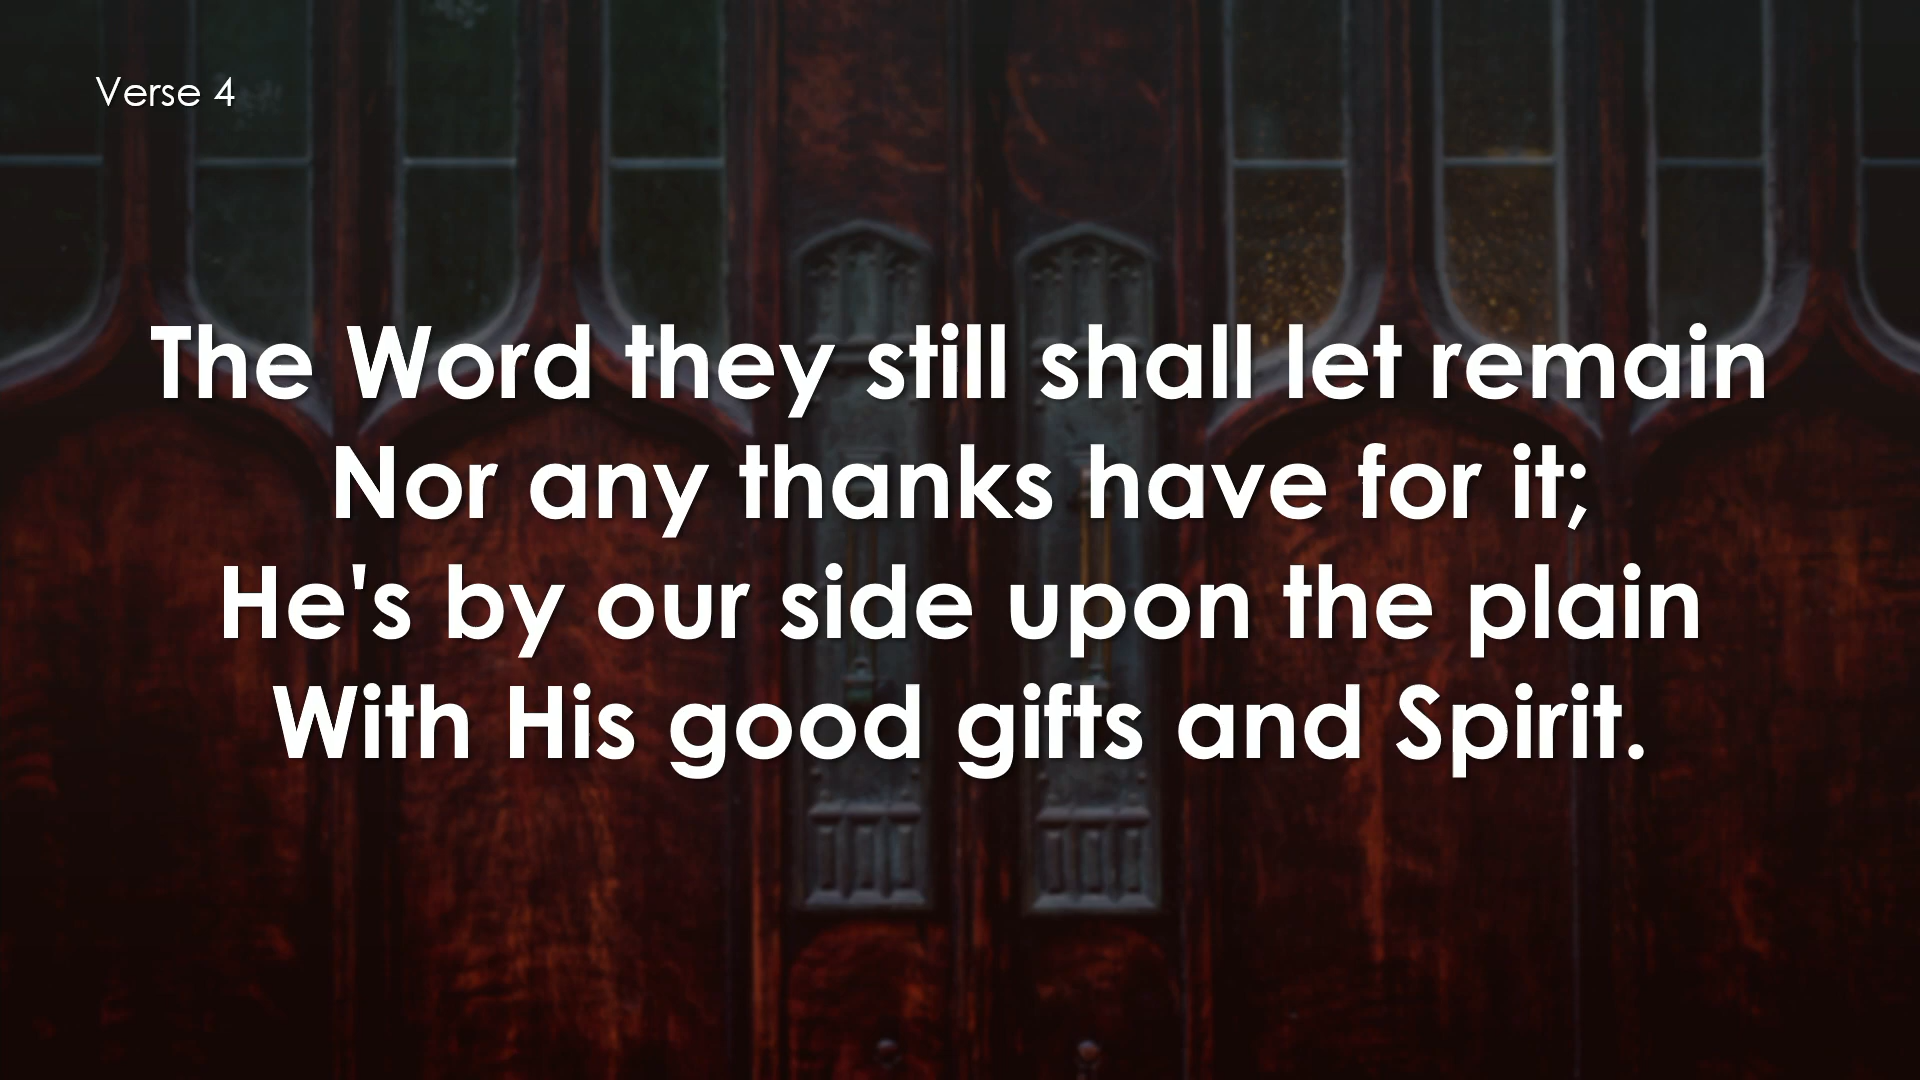 Verse 4
The Word they still shall let remain
Nor any thanks have for it;
He's by our side upon the plain
With His good gifts and Spirit.